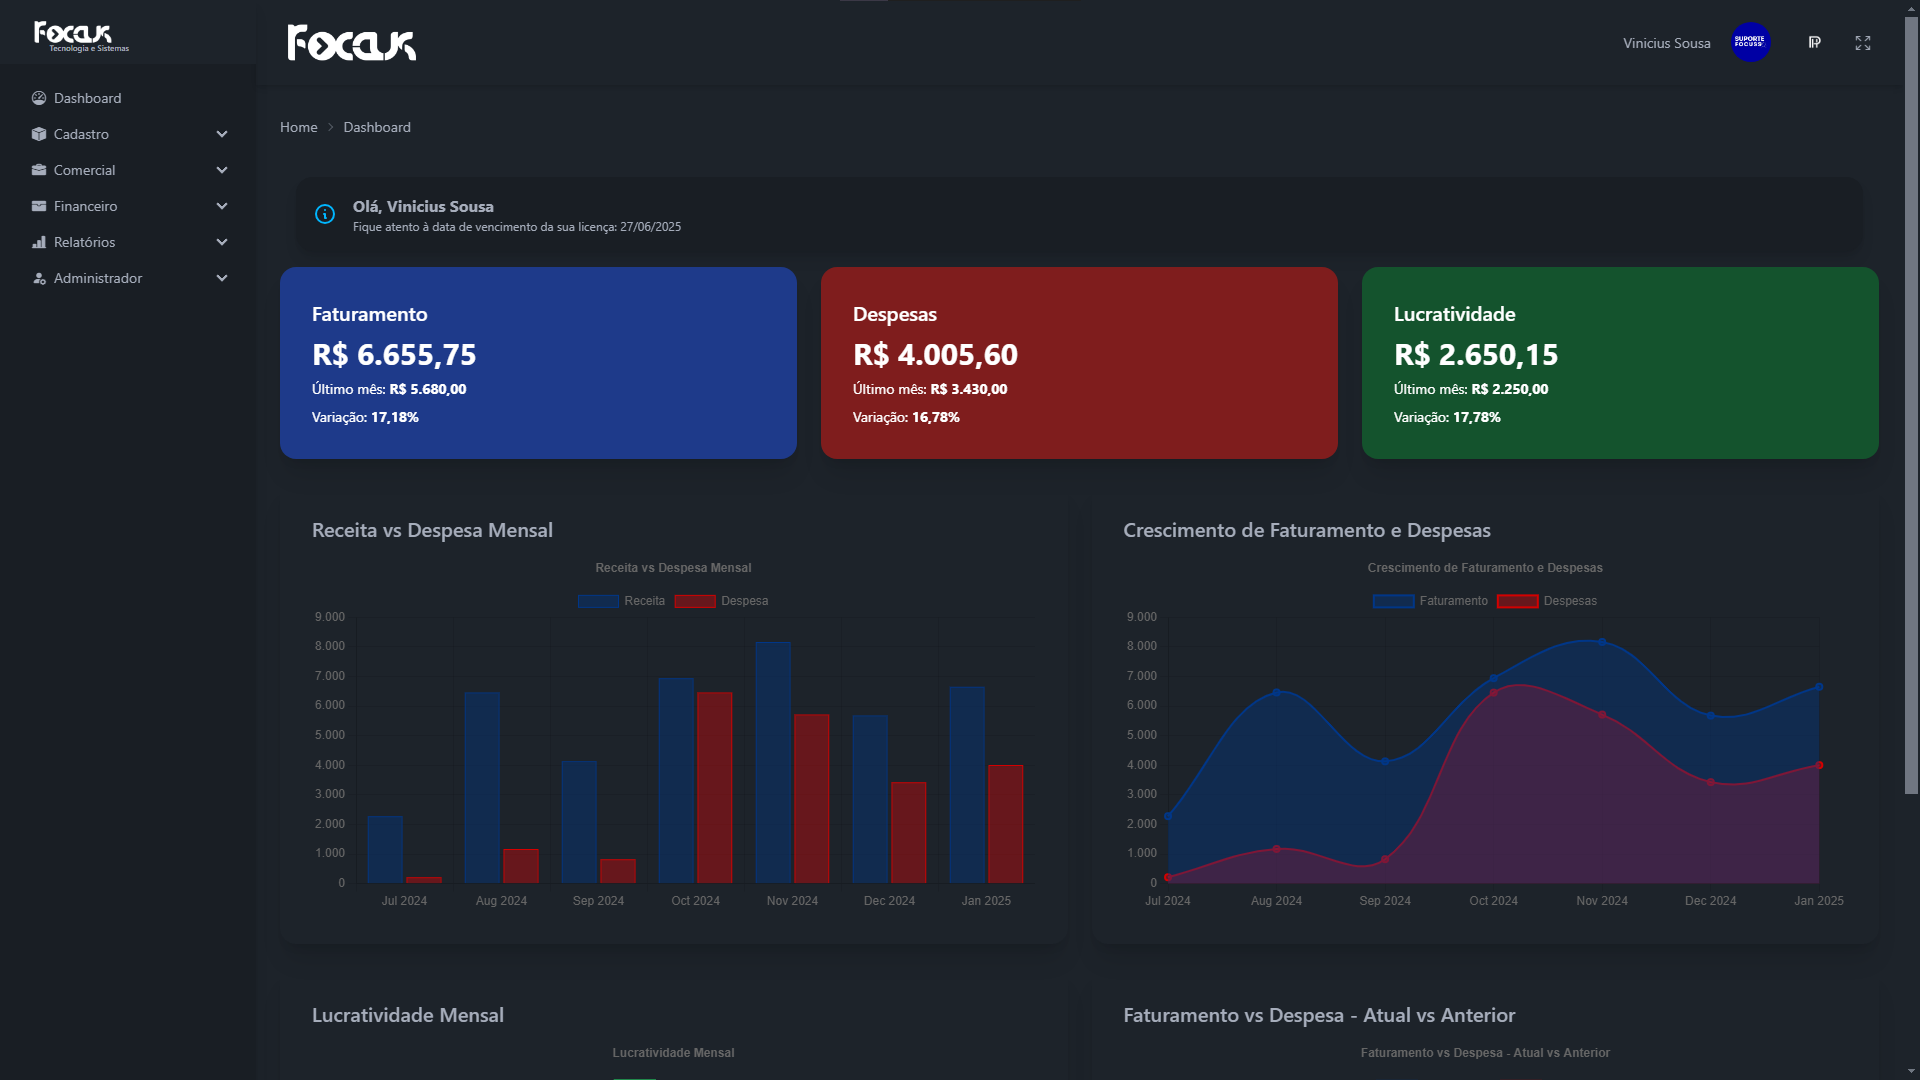 Focus
Tecnologia e Sistemas
Focus
Vinicius Sousa
SUPORTE
FOCUSS
Dashboard
Cadastro
Comercial
Financeiro
Relatórios
Administrador
Home > Dashboard
Olá, Vinicius Sousa
Fique atento à data de vencimento da sua licença: 27/06/2025
Faturamento
R$ 6.655,75
Último mês: R$ 5.680,00
Variação: 17,18%
Despesas
R$ 4.005,60
Último mês: R$ 3.430,00
Variação: 16,78%
Lucratividade
R$ 2.650,15
Último mês: R$ 2.250,00
Variação: 17,78%
Receita vs Despesa Mensal
Receita vs Despesa Mensal
Receita Despesa
9.000
8.000
7.000
6.000
5.000
4.000
3.000
2.000
1.000
0
Jul 2024 Aug 2024 Sep 2024 Oct 2024 Nov 2024 Dec 2024 Jan 2025
Crescimento de Faturamento e Despesas
Crescimento de Faturamento e Despesas
Faturamento Despesas
9.000
8.000
7.000
6.000
5.000
4.000
3.000
2.000
1.000
0
Jul 2024 Aug 2024 Sep 2024 Oct 2024 Nov 2024 Dec 2024 Jan 2025
Lucratividade Mensal
Lucratividade Mensal
Faturamento vs Despesa - Atual vs Anterior
Faturamento vs Despesa - Atual vs Anterior